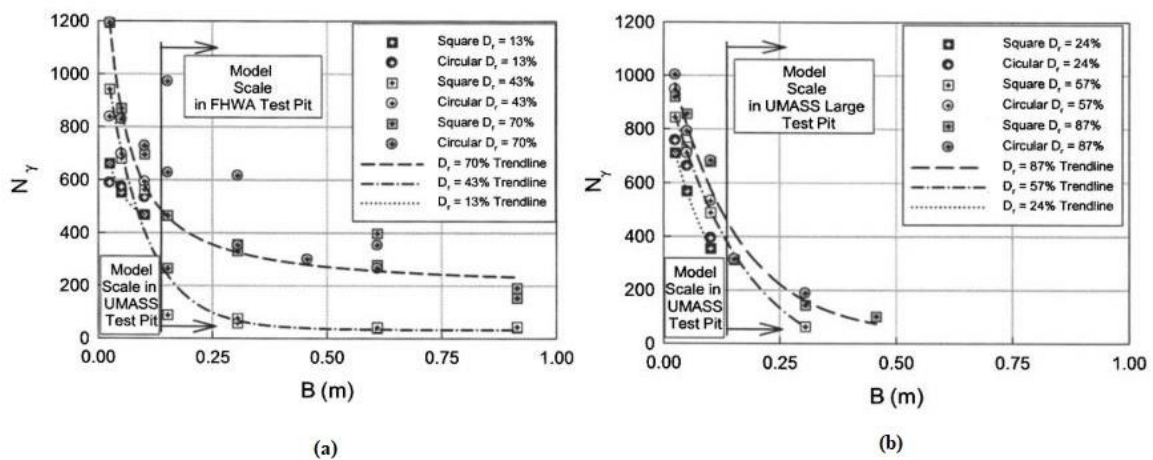 1200
1000
800
600
400
200
0
Nγ
0.00 0.25 0.50 0.75 1.00
B (m)
Model
Scale
in FHWA Test Pit
Model
Scale in
UMASS
Test Pit
Square Dr = 13%
Circular Dr = 13%
Square Dr = 43%
Circular Dr = 43%
Square Dr = 70%
Circular Dr = 70%
Dr = 70% Trendline
Dr = 43% Trendline
Dr = 13% Trendline
(a)
1200
1000
800
600
400
200
0
Nγ
0.00 0.25 0.50 0.75 1.00
B (m)
Model
Scale
in UMASS Large
Test Pit
Model
Scale in
UMASS
Test Pit
Square Dr = 24%
Cicular Dr = 24%
Square Dr = 57%
Circular Dr = 57%
Square Dr = 87%
Circular Dr = 87%
Dr = 87% Trendline
Dr = 57% Trendline
Dr = 24% Trendline
(b)